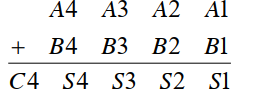 A4 A3 A2 A1
+ B4 B3 B2 B1
C4 S4 S3 S2 S1